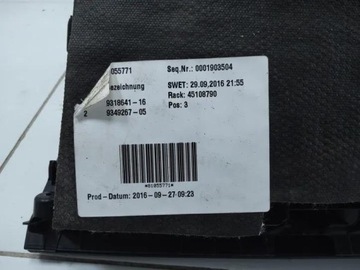 055771 Seq.Nr.: 0001903504
ezeichnung SWET: 29.09.2016 21:55
9318641-16 Rack: 45108790
2 9349267-05 Pos: 3
*01055771*
Prod-Datum: 2016-09-27-09:23